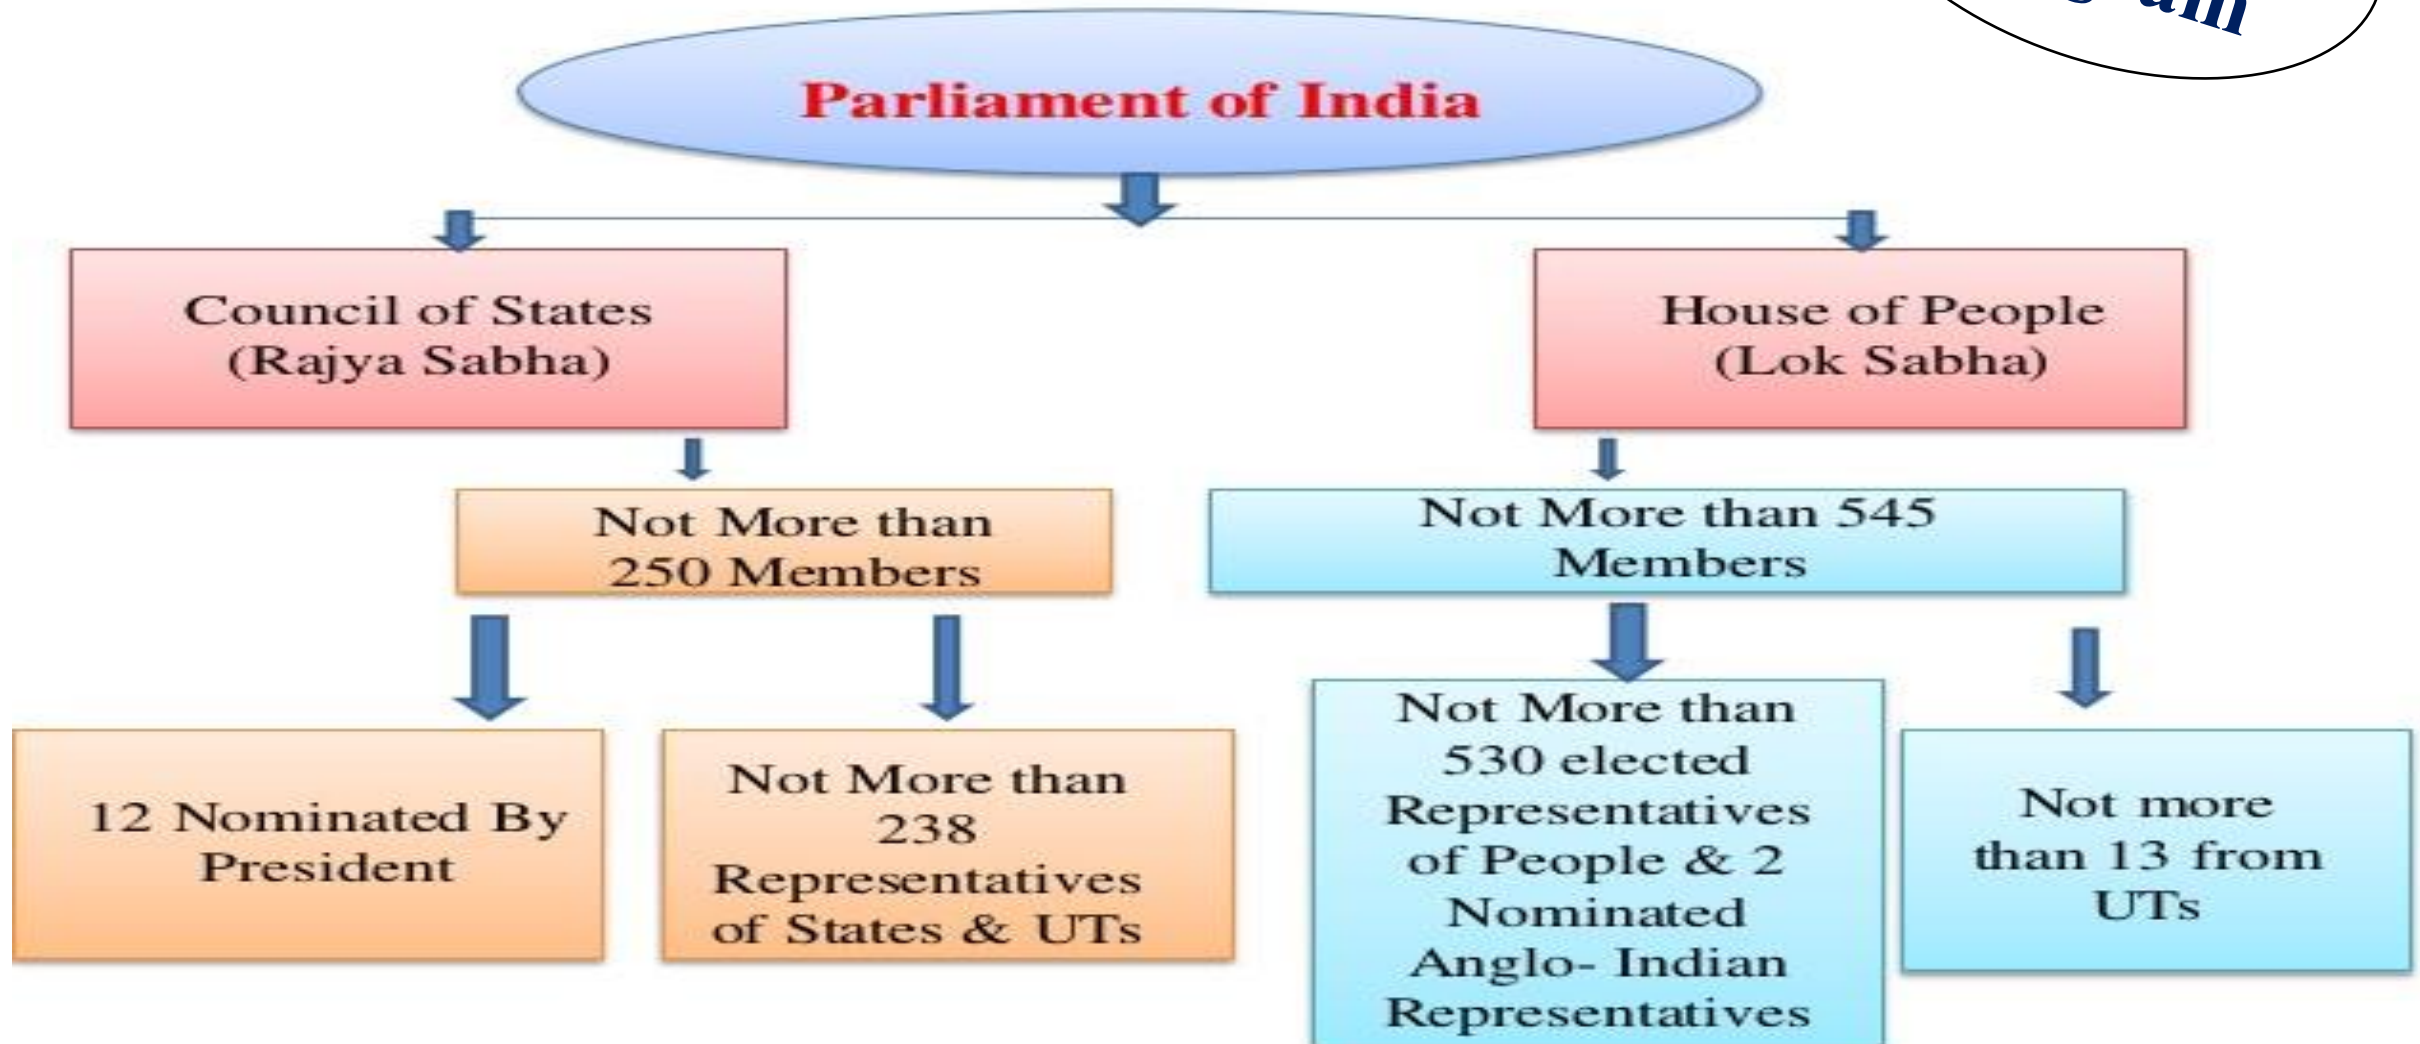 Parliament of India
Council of States
(Rajya Sabha)
House of People
(Lok Sabha)
Not More than
250 Members
Not More than 545
Members
12 Nominated By
President
Not More than
238
Representatives
of States & UTs
Not More than
530 elected
Representatives
of People & 2
Nominated
Anglo- Indian
Representatives
Not more
than 13 from
UTs